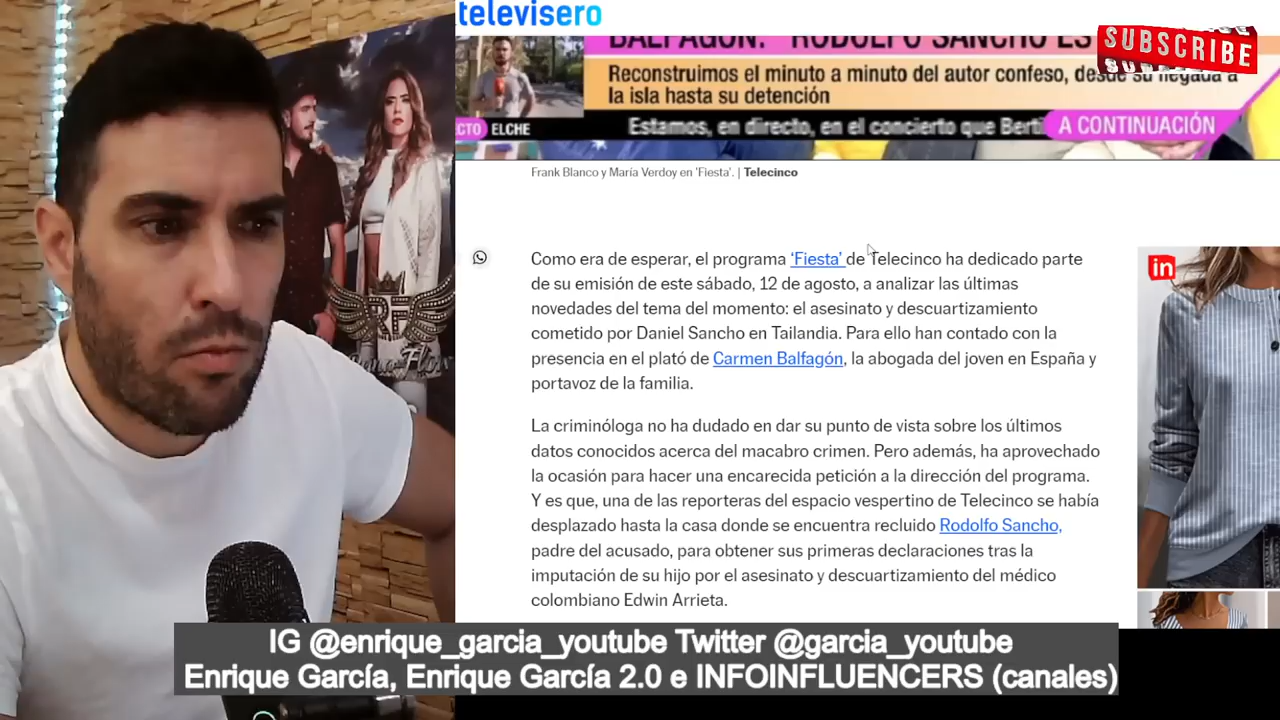 televisero
SUBSCRIBE
BALFAGÓN: "RODOLFO SANCHO ES
Reconstruimos el minuto a minuto del autor confeso, desde su llegada a
la isla hasta su detención
CTO ELCHE
Estamos, en directo, en el concierto que Berti
A CONTINUACIÓN
Frank Blanco y María Verdoy en 'Fiesta'. | Telecinco
Como era de esperar, el programa ‘Fiesta’ de Telecinco ha dedicado parte
de su emisión de este sábado, 12 de agosto, a analizar las últimas
novedades del tema del momento: el asesinato y descuartizamiento
cometido por Daniel Sancho en Tailandia. Para ello han contado con la
presencia en el plató de Carmen Balfagón, la abogada del joven en España y
portavoz de la familia.
La criminóloga no ha dudado en dar su punto de vista sobre los últimos
datos conocidos acerca del macabro crimen. Pero además, ha aprovechado
la ocasión para hacer una encarecida petición a la dirección del programa.
Y es que, una de las reporteras del espacio vespertino de Telecinco se había
desplazado hasta la casa donde se encuentra recluido Rodolfo Sancho,
padre del acusado, para obtener sus primeras declaraciones tras la
imputación de su hijo por el asesinato y descuartizamiento del médico
colombiano Edwin Arrieta.
in
RF
IG @enrique_garcia_youtube Twitter @garcia_youtube
Enrique García, Enrique García 2.0 e INFOINFLUENCERS (canales)